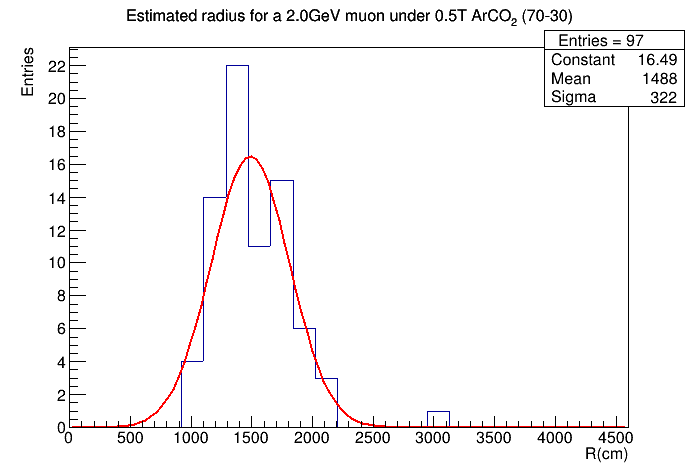 Estimated radius for a 2.0GeV muon under 0.5T ArCO2 (70-30)
Entries = 97
Constant 16.49
Mean 1488
Sigma 322
Entries
22
20
18
16
14
12
10
8
6
4
2
0
0 500 1000 1500 2000 2500 3000 3500 4000 4500
R(cm)